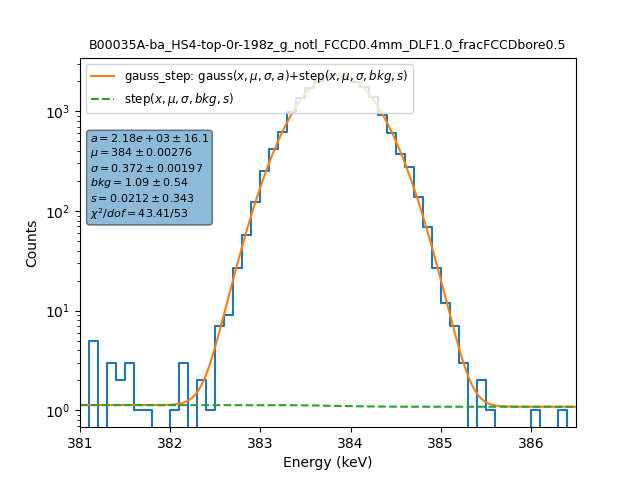 B00035A-ba_HS4-top-0r-198z_g_notl_FCCD0.4mm_DLF1.0_fracFCCDbore0.5
gauss_step: gauss(x, μ, σ, a)+step(x, μ, σ, bkg, s)
step(x, μ, σ, bkg, s)
a = 2.18e + 03 ± 16.1
μ = 384 ± 0.00276
σ = 0.372 ± 0.00197
bkg = 1.09 ± 0.54
s = 0.0212 ± 0.343
χ²/dof = 43.41/53
Counts
10³
10²
10¹
10⁰
381 382 383 384 385 386
Energy (keV)